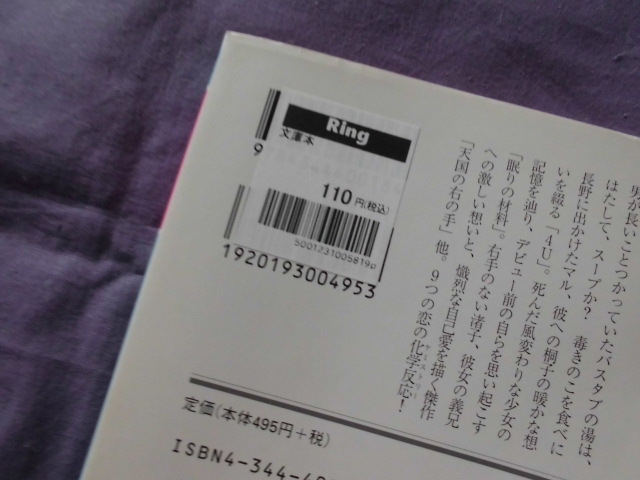 Ring
文庫本
9
110円(税込)
5001231005819
1920193004953
男が長いことつかっていたバスタブの湯は、
はたして、スープか? 毒きのこを食べに
長野に出かけたマル、彼への桐子の暖かな想
いを綴る「4U」。死んだ風変わりな少女の
記憶を辿り、デビュー前の自らを思い起こす
「眠りの材料」。右手のない渚子、彼女の義兄
への激しい想いと、熾烈な自己愛を描く傑作
「天国の右の手」他。9つの恋の化学反応!
定価(本体495円+税)
ISBN4-344-40